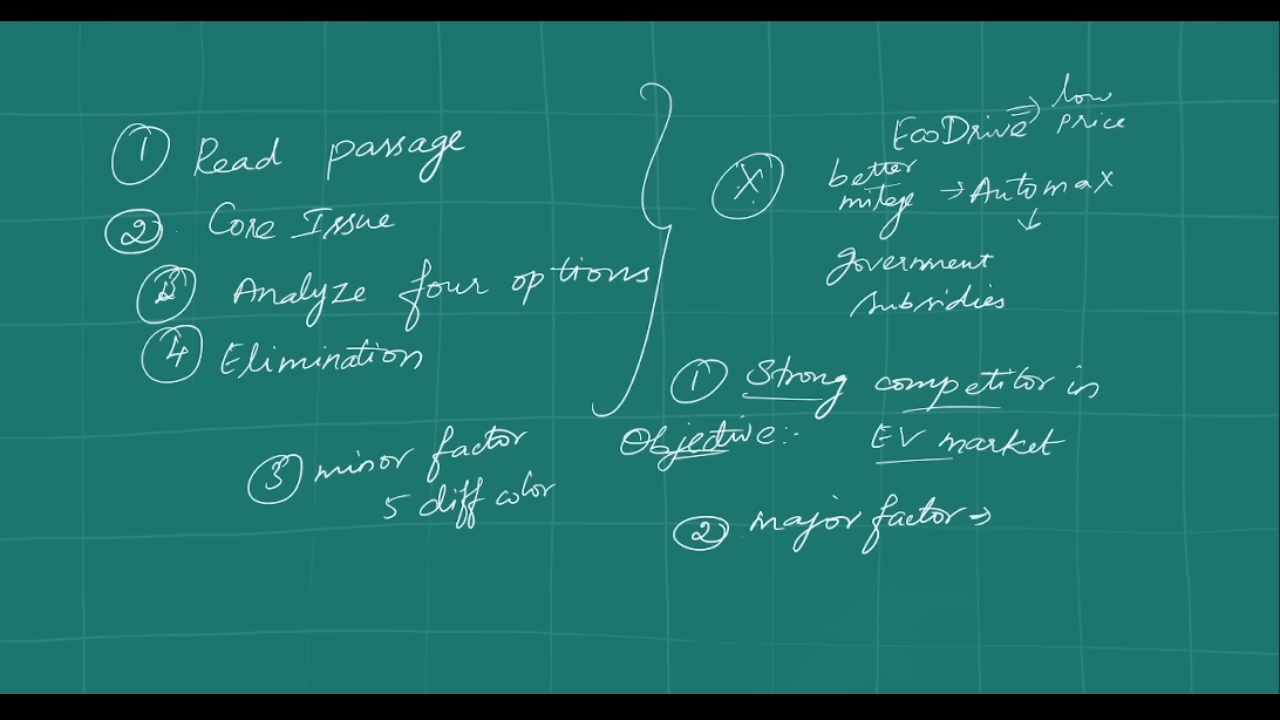 ① Read passage
② Core Issue
③ Analyze four options
④ Elimination
③ minor factor
5 diff color
Ⓧ
EcoDrive → low
price
better
mitege → Automax
↓
government
subsidies
① Strong competitor in
Objective:- EV market
② major factor →